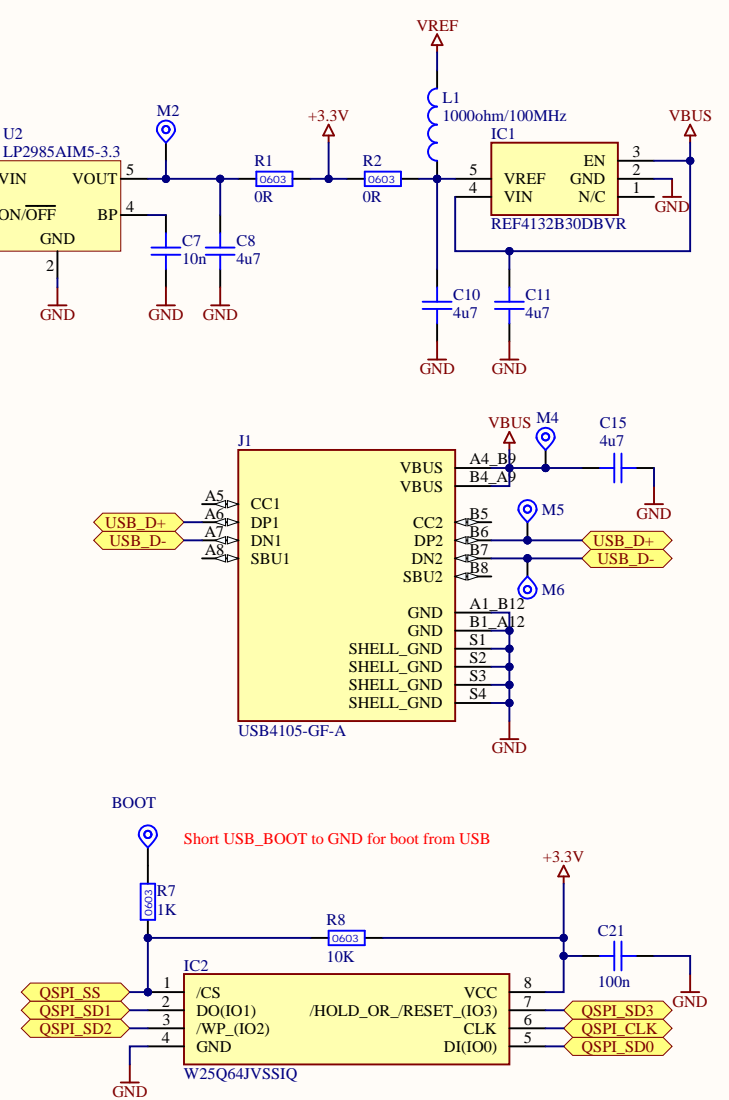 VREF
L1
1000ohm/100MHz
M2
+3.3V
VBUS
U2
LP2985AIM5-3.3
IC1
VIN
VOUT
5
R1
0603
0R
R2
0603
0R
5
4
VREF
VIN
EN
GND
N/C
3
2
1
GND
ON/OFF
BP
4
GND
2
REF4132B30DBVR
C7
10n
C8
4u7
C10
4u7
C11
4u7
GND
GND
GND
GND
GND
VBUS
M4
C15
4u7
J1
VBUS
A4_B9
VBUS
B4_A9
A5
CC1
A6
DP1
USB_D+
A7
DN1
USB_D-
A8
SBU1
CC2
B5
DP2
B6
DN2
B7
SBU2
B8
M5
USB_D+
USB_D-
M6
GND
GND
A1_B12
GND
B1_A12
SHELL_GND
S1
SHELL_GND
S2
SHELL_GND
S3
SHELL_GND
S4
USB4105-GF-A
GND
BOOT
Short USB_BOOT to GND for boot from USB
+3.3V
R7
0603
1K
R8
0603
10K
C21
100n
GND
IC2
QSPI_SS
1
/CS
VCC
8
QSPI_SD1
2
DO(IO1)
/HOLD_OR_/RESET_(IO3)
7
QSPI_SD3
QSPI_SD2
3
/WP_(IO2)
CLK
6
QSPI_CLK
4
GND
DI(IO0)
5
QSPI_SD0
W25Q64JVSSIQ
GND